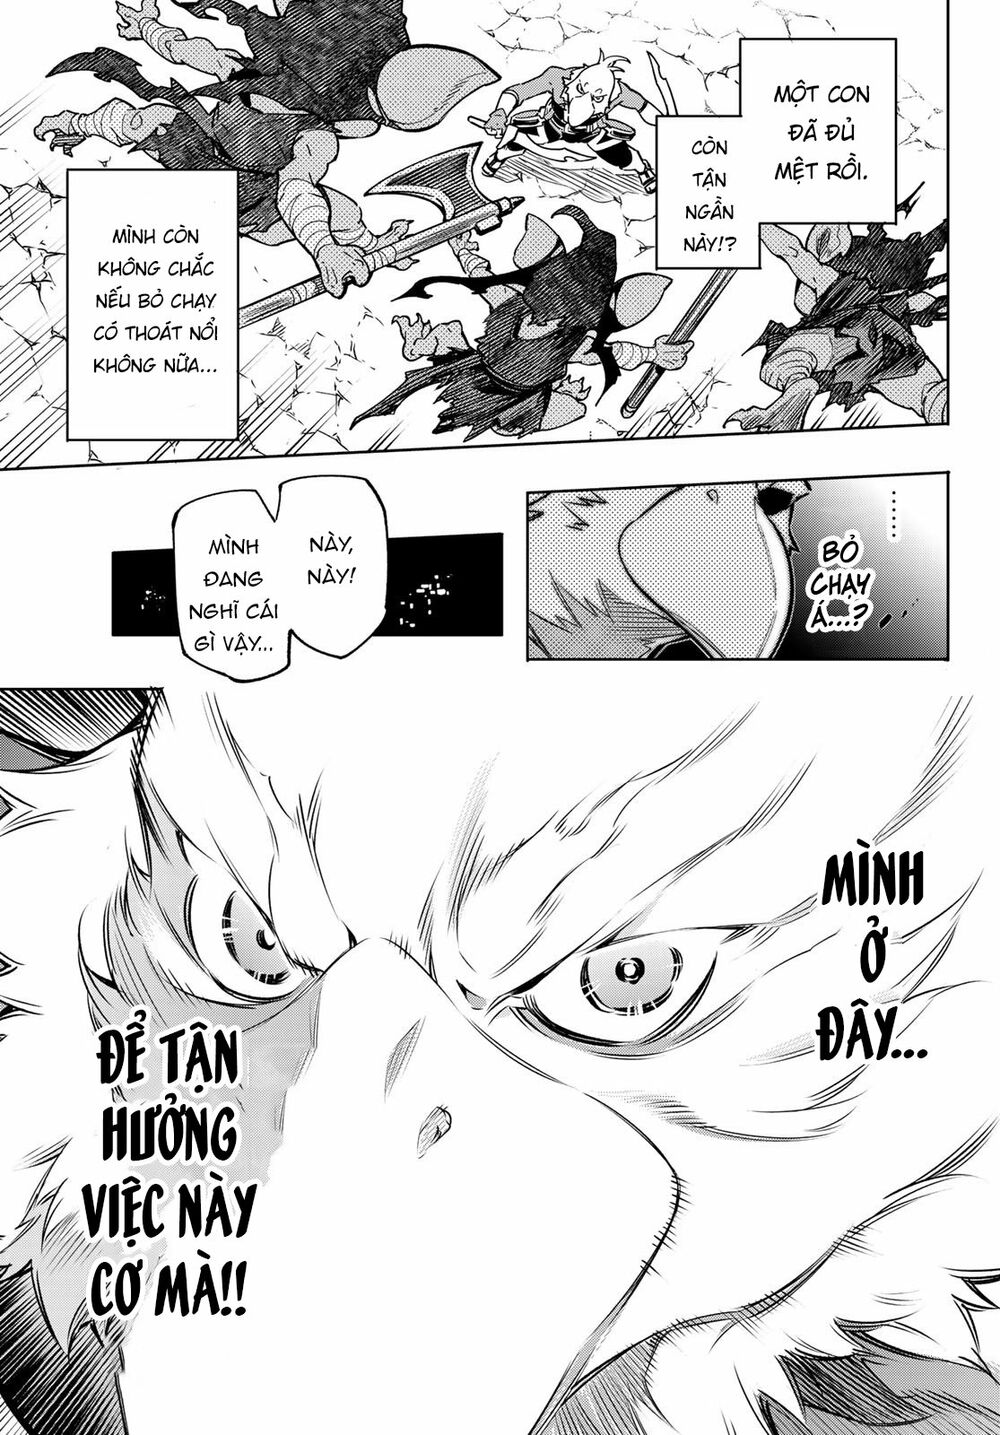 MỘT CON
ĐÃ ĐỦ
MỆT RỒI.
CÒN
TẬN
NGẦN
NÀY!?
MÌNH CÒN
KHÔNG CHẮC
NẾU BỎ CHẠY
CÓ THOÁT NỔI
KHÔNG NỮA...
......
BỎ
CHẠY
Á...?
NÀY,
NÀY!
MÌNH
ĐANG
NGHĨ CÁI
GÌ VẬY...
MÌNH
Ở
ĐÂY...
ĐỂ TẬN
HƯỞNG
VIỆC NÀY
CƠ MÀ!!